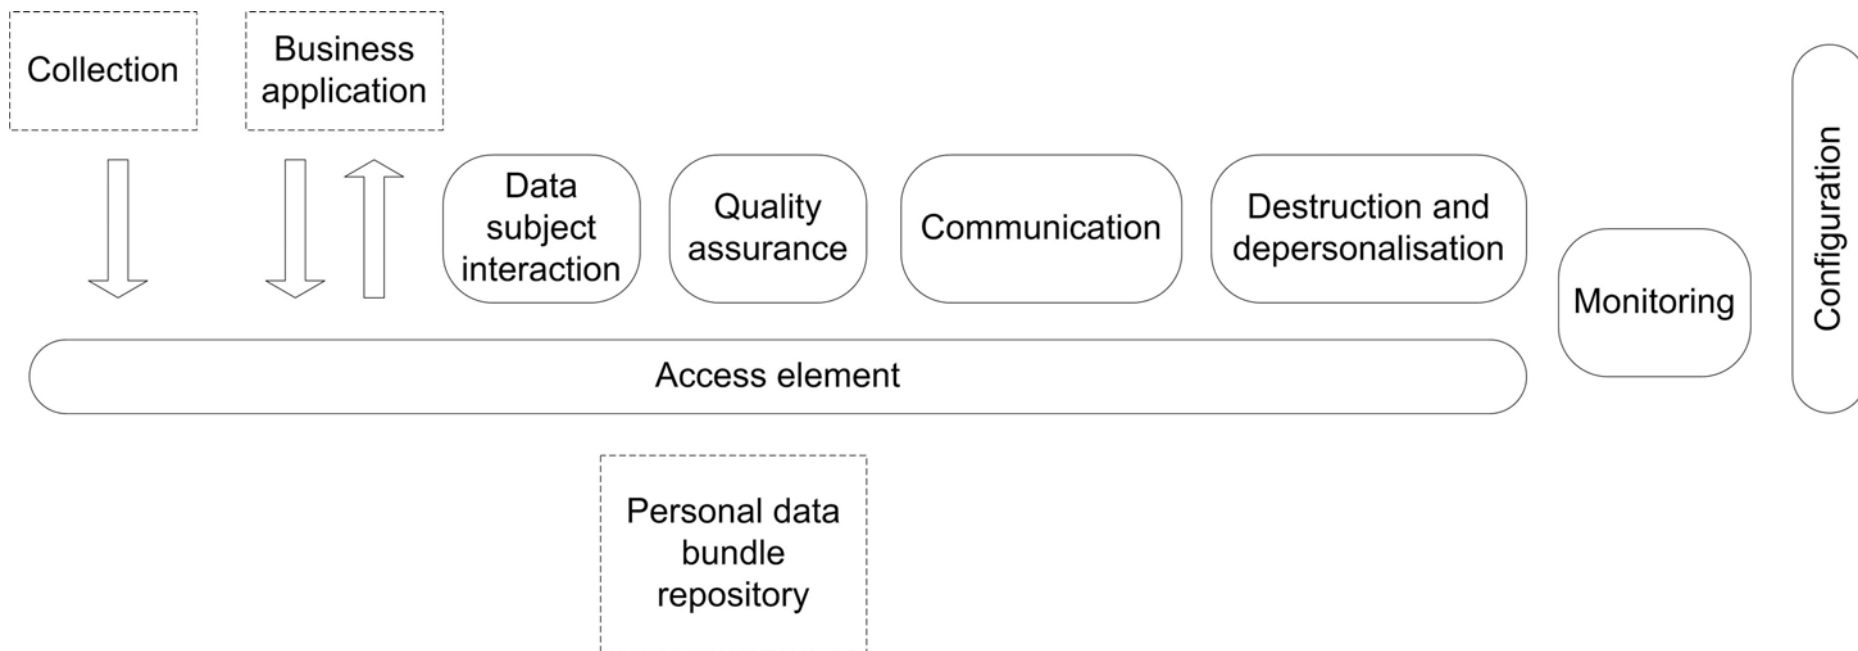 Collection
Business
application
Data
subject
interaction
Quality
assurance
Communication
Destruction and
depersonalisation
Monitoring
Configuration
Access element
Personal data
bundle
repository